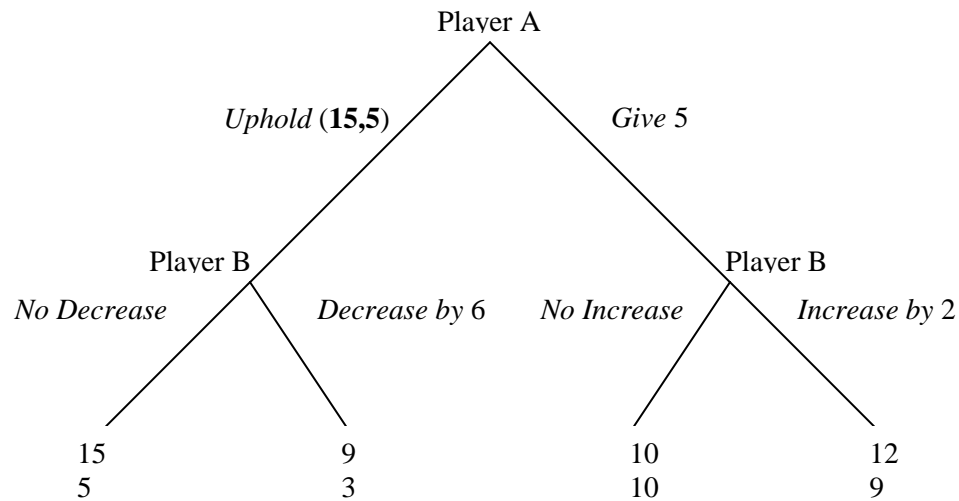 Player A
Uphold (15,5) Give 5
Player B Player B
No Decrease Decrease by 6 No Increase Increase by 2
15 9 10 12
5 3 10 9